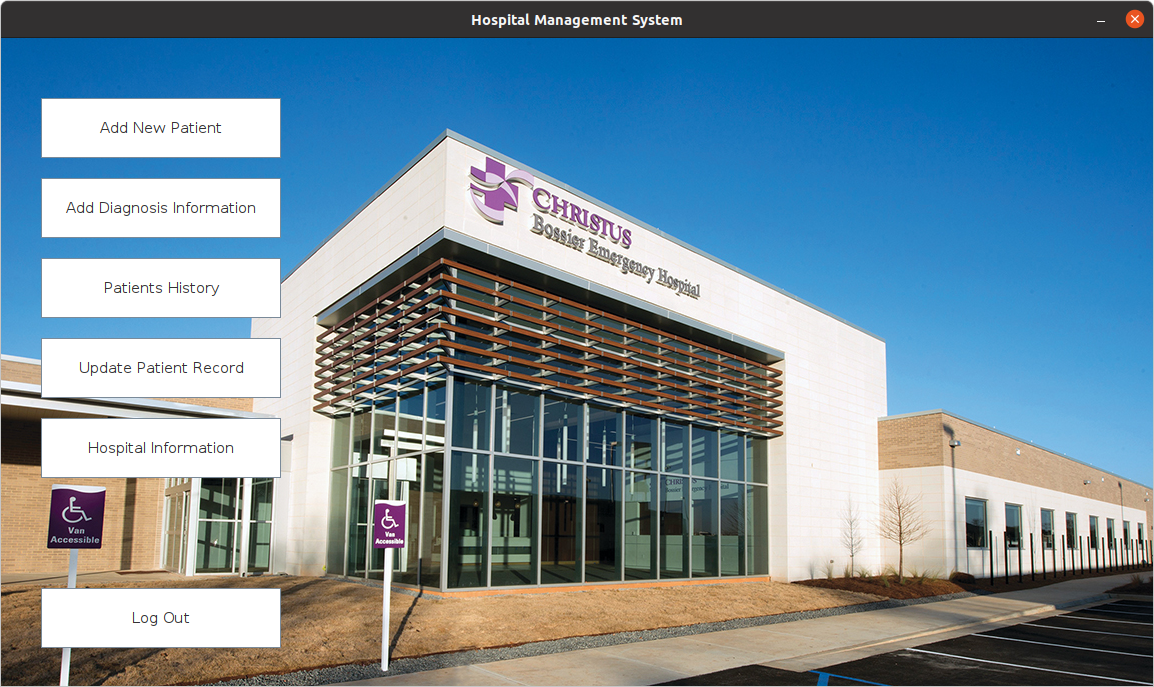 Hospital Management System
Add New Patient
Add Diagnosis Information
Patients History
Update Patient Record
Hospital Information
Log Out
CHRISTUS
Bossier Emergency Hospital
Van
Accessible
Van
Accessible